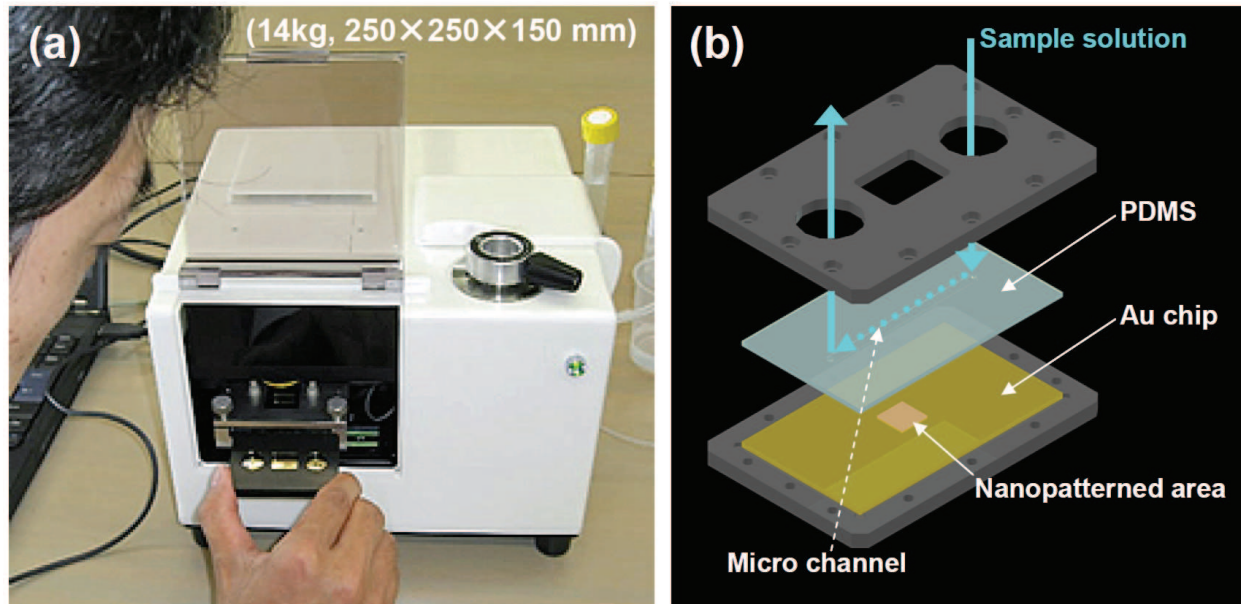 (a)
(14kg, 250×250×150 mm)
(b)
Sample solution
PDMS
Au chip
Nanopatterned area
Micro channel